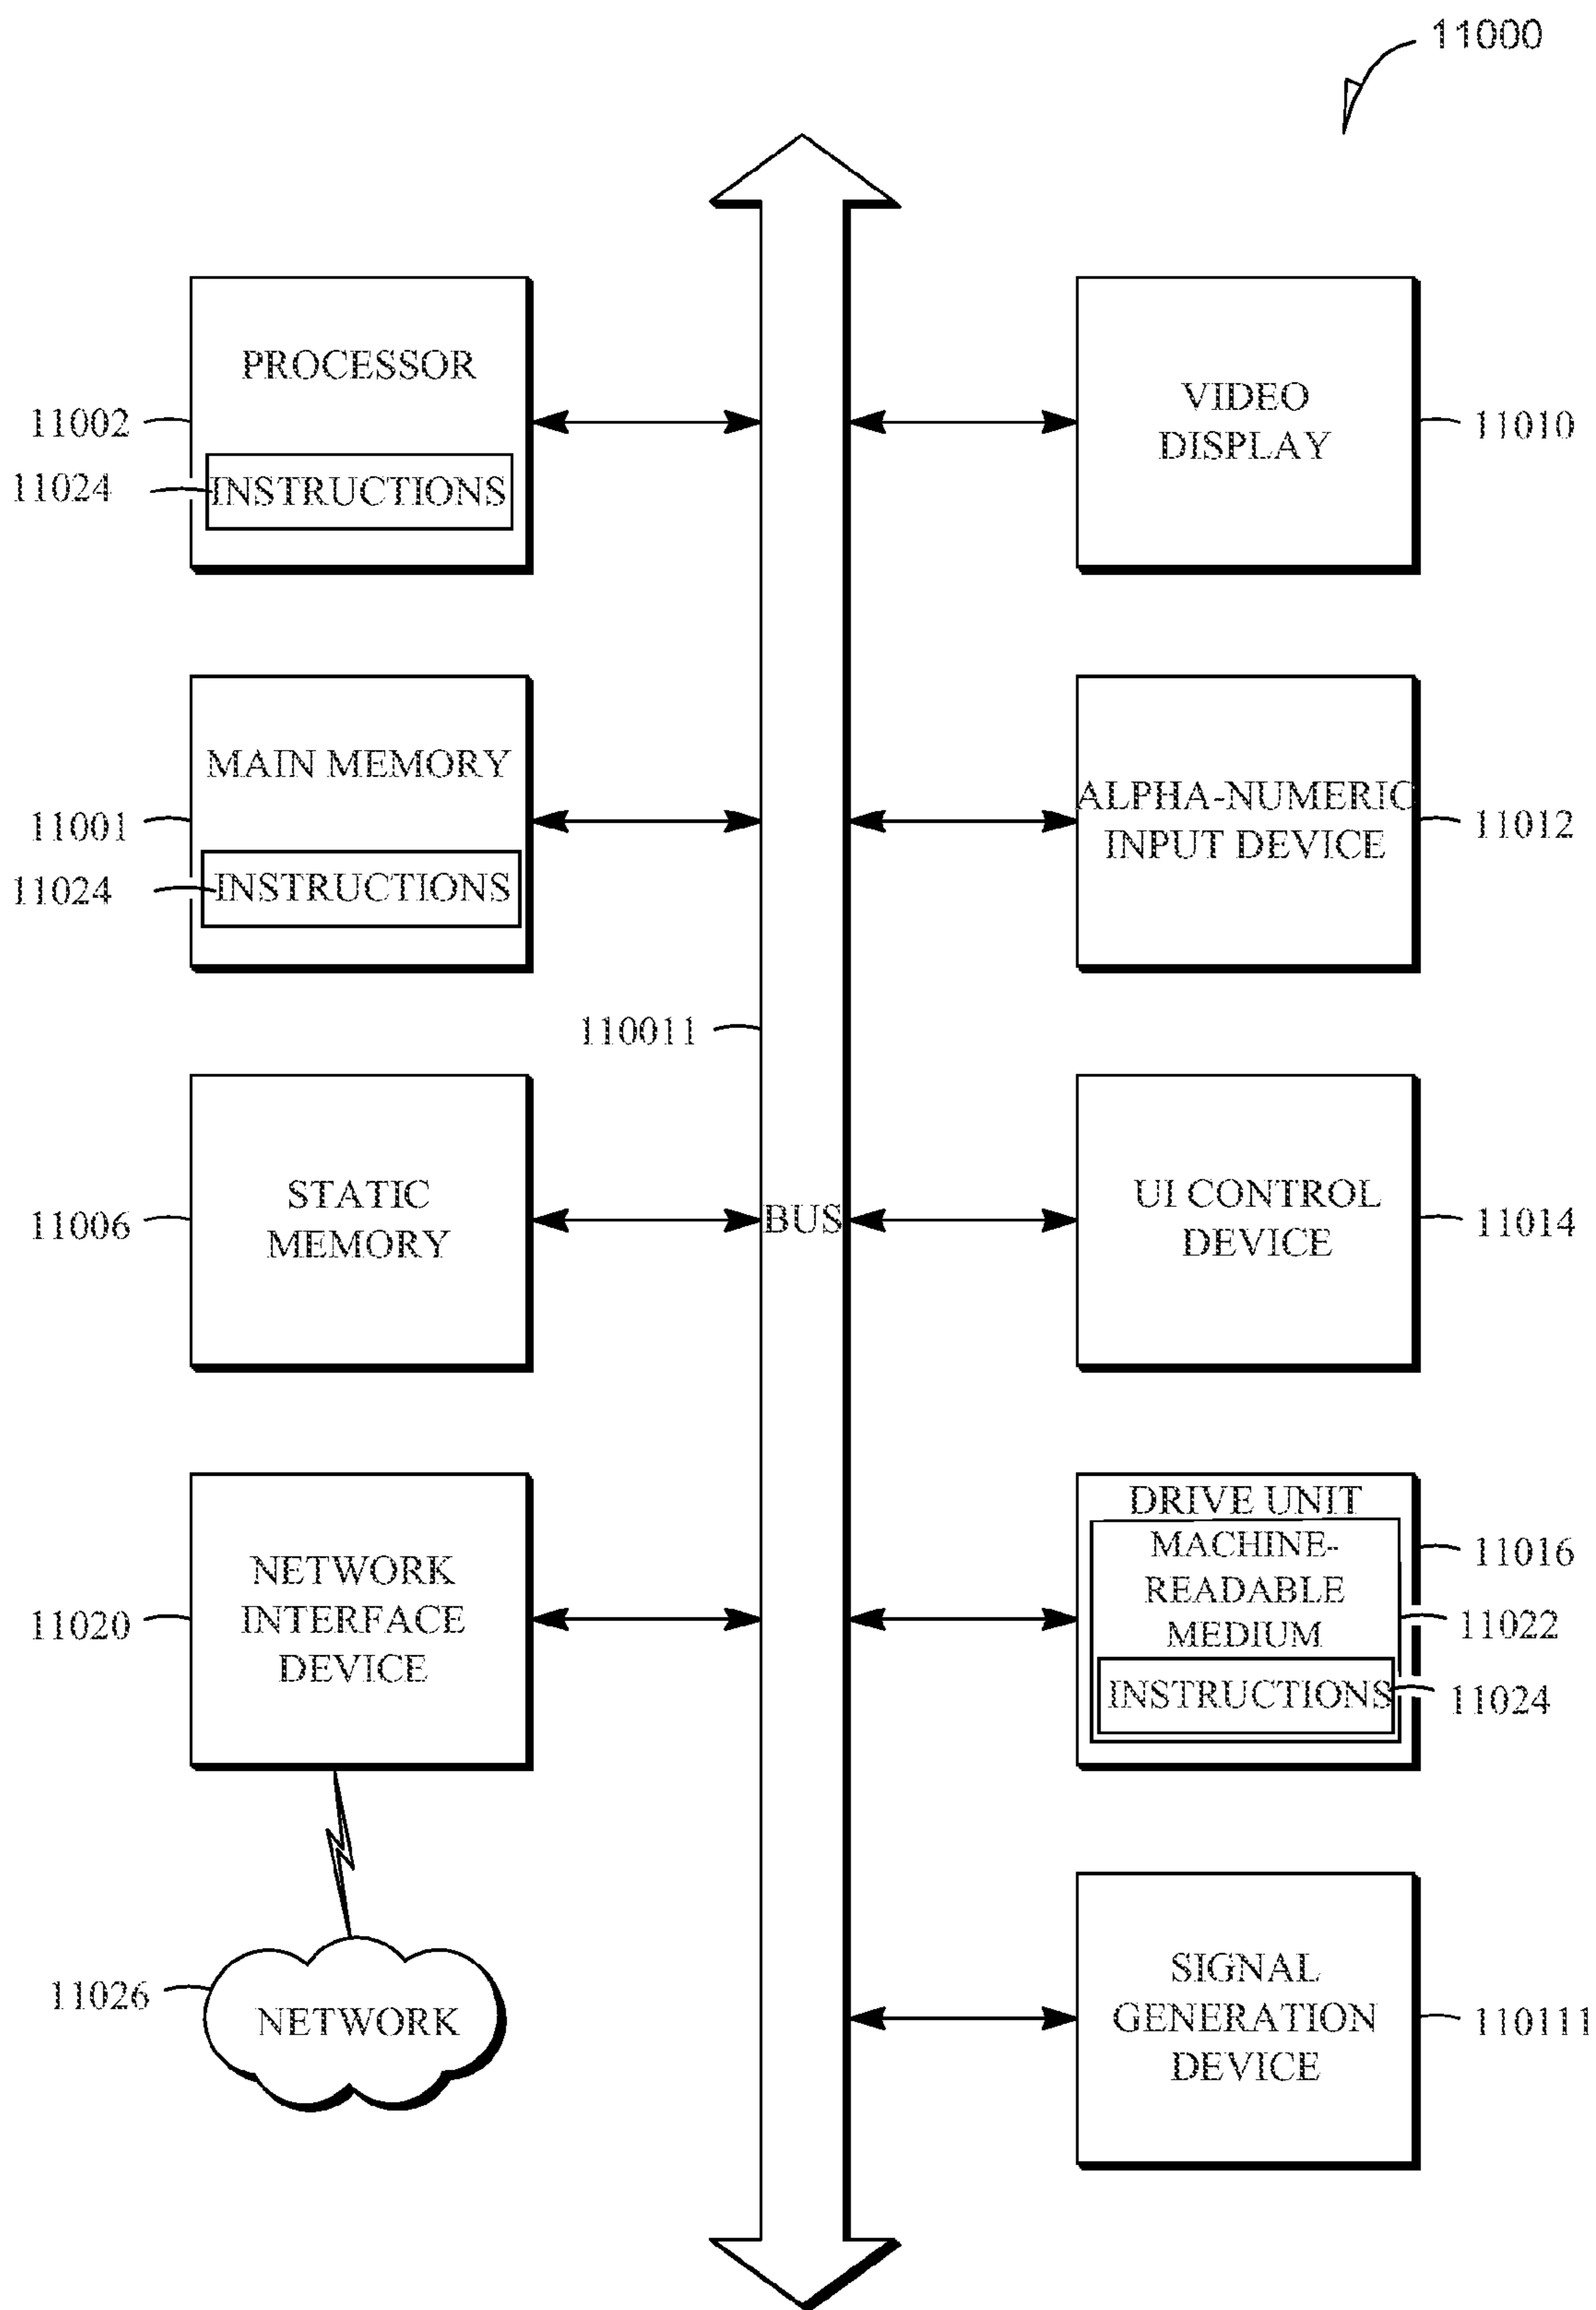 11000
PROCESSOR
11002
11024
INSTRUCTIONS
VIDEO
DISPLAY
11010
MAIN MEMORY
11001
11024
INSTRUCTIONS
ALPHA-NUMERIC
INPUT DEVICE
11012
110011
BUS
STATIC
MEMORY
11006
UI CONTROL
DEVICE
11014
NETWORK
INTERFACE
DEVICE
11020
DRIVE UNIT
MACHINE-
READABLE
MEDIUM
INSTRUCTIONS
11016
11022
11024
11026
NETWORK
SIGNAL
GENERATION
DEVICE
110111